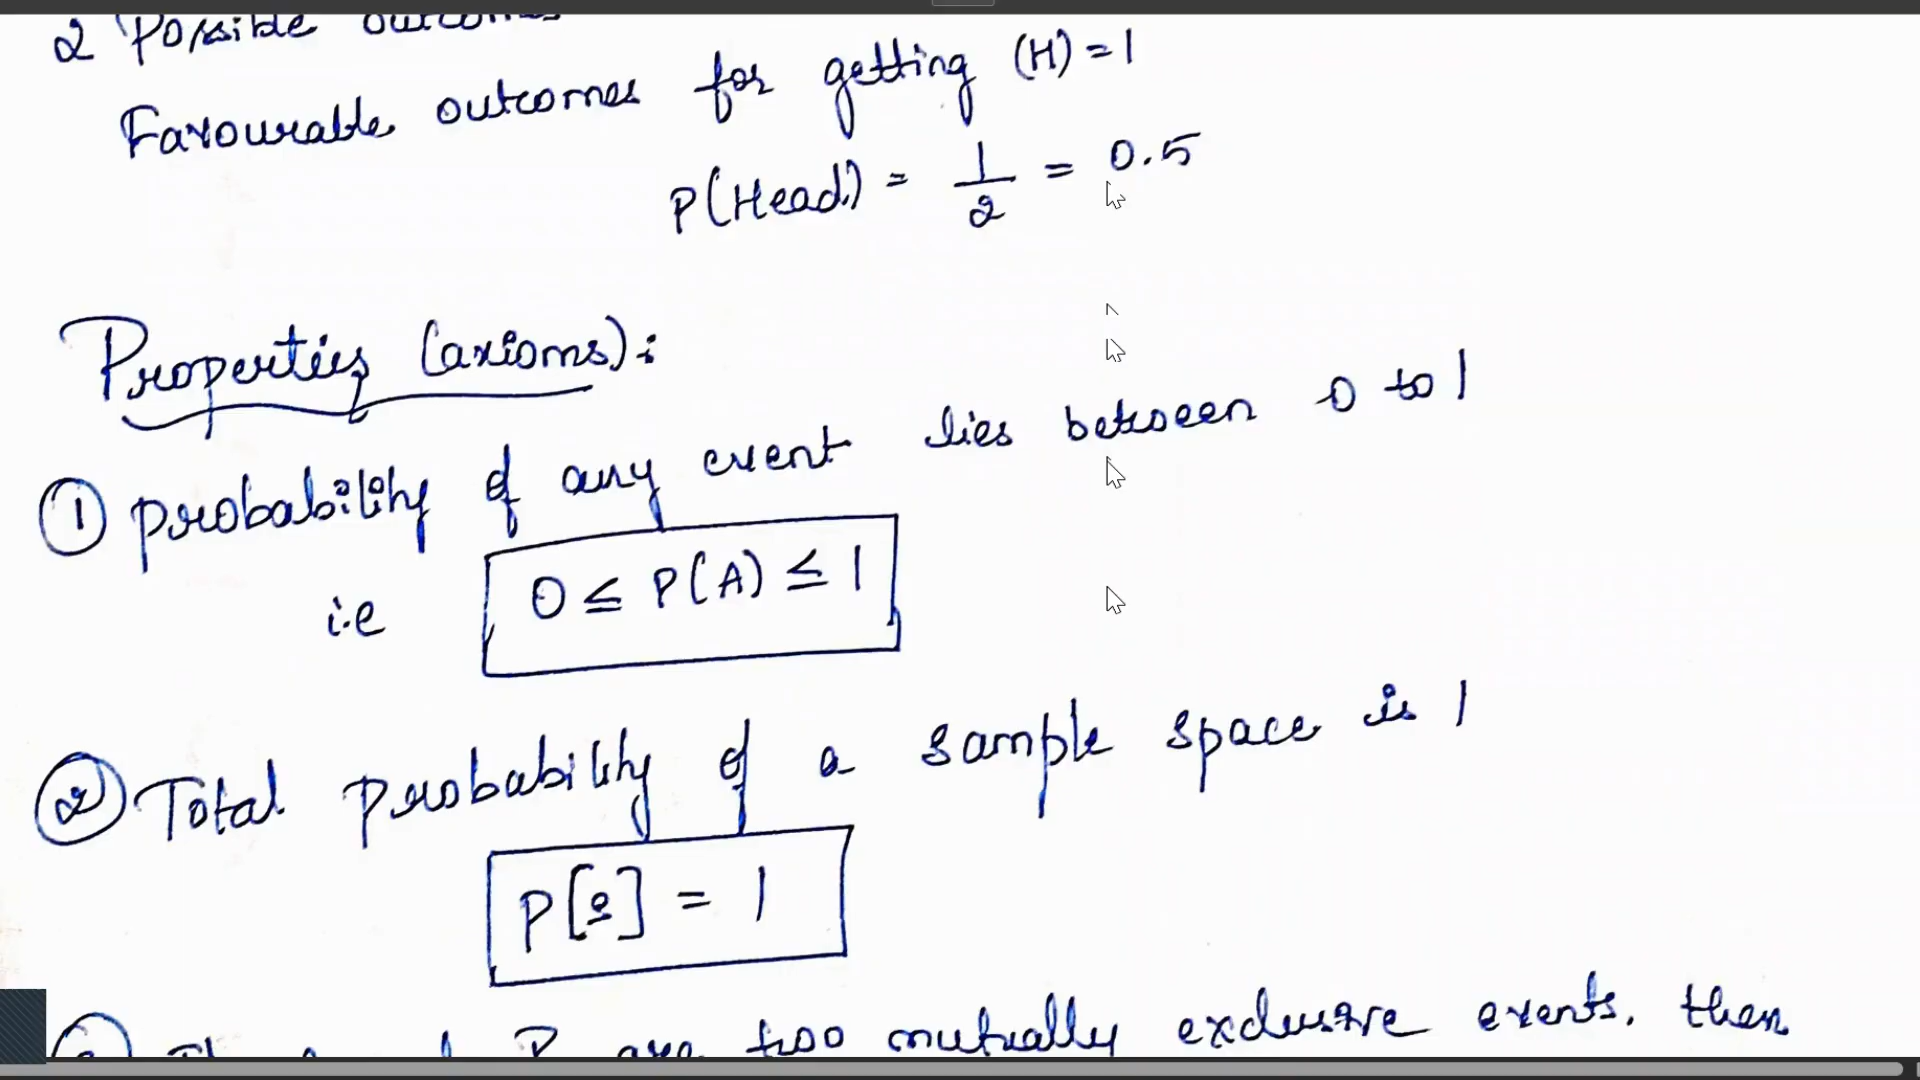 2 Possible outcomes
Favourable outcomes for getting (H) = 1
P(Head) = 1/2 = 0.5
Properties (axioms) :
① probability of any event lies between 0 to 1
i.e 0 ≤ P(A) ≤ 1
② Total probability of a sample space is 1
P[s] = 1
are two mutually exclusive events. then